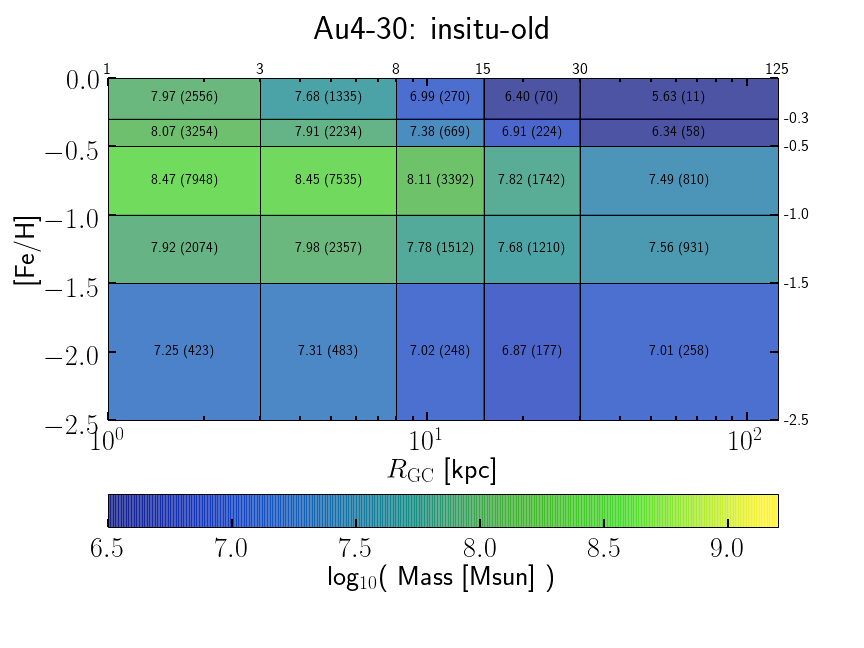 Au4-30: insitu-old
1 3 8 15 30 125
0.0 7.97 (2556) 7.68 (1335) 6.99 (270) 6.40 (70) 5.63 (11)
-0.3
8.07 (3254) 7.91 (2234) 7.38 (669) 6.91 (224) 6.34 (58)
−0.5 -0.5
8.47 (7948) 8.45 (7535) 8.11 (3392) 7.82 (1742) 7.49 (810)
−1.0 -1.0
[Fe/H]
7.92 (2074) 7.98 (2357) 7.78 (1512) 7.68 (1210) 7.56 (931)
−1.5 -1.5
7.25 (423) 7.31 (483) 7.02 (248) 6.87 (177) 7.01 (258)
−2.0
−2.5 -2.5
10⁰ 10¹ 10²
R_GC [kpc]
6.5 7.0 7.5 8.0 8.5 9.0
log₁₀( Mass [Msun] )